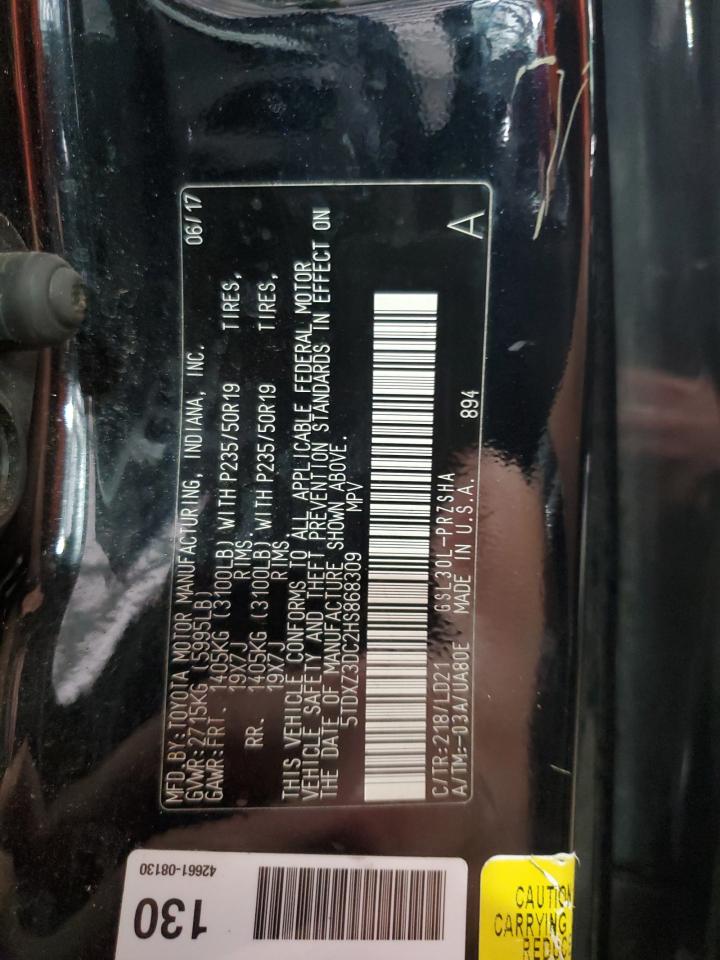 MFD BY:TOYOTA MOTOR MANUFACTURING, INDIANA, INC. 06/17
GVWR:2715KG (5995LB)
GAWR:FRT. 1405KG (3100LB) WITH P235/50R19 TIRES,
19X7J RIMS.
RR. 1405KG (3100LB) WITH P235/50R19 TIRES,
19X7J RIMS.
THIS VEHICLE CONFORMS TO ALL APPLICABLE FEDERAL MOTOR
VEHICLE SAFETY AND THEFT PREVENTION STANDARDS IN EFFECT ON
THE DATE OF MANUFACTURE SHOWN ABOVE.
5TDXZ3DC2HS868309 MPV
C/TR:218/LD21 GSL30L-PRZSHA
A/TM:-03A/UA80E MADE IN U.S.A. 894
A
42661-08130
130
CAUTION
CARRYING